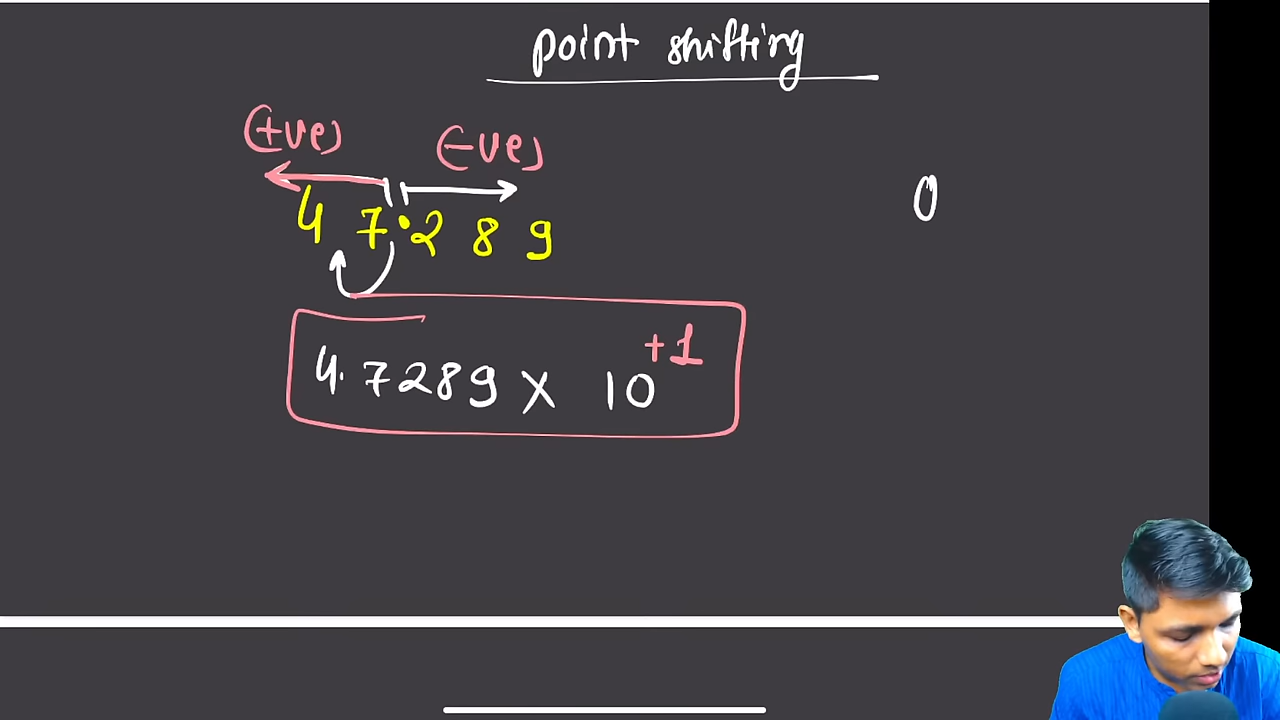 point shifting
(+ve) (-ve)
4 7.2 8 9
0
4.7289 X 10^+1